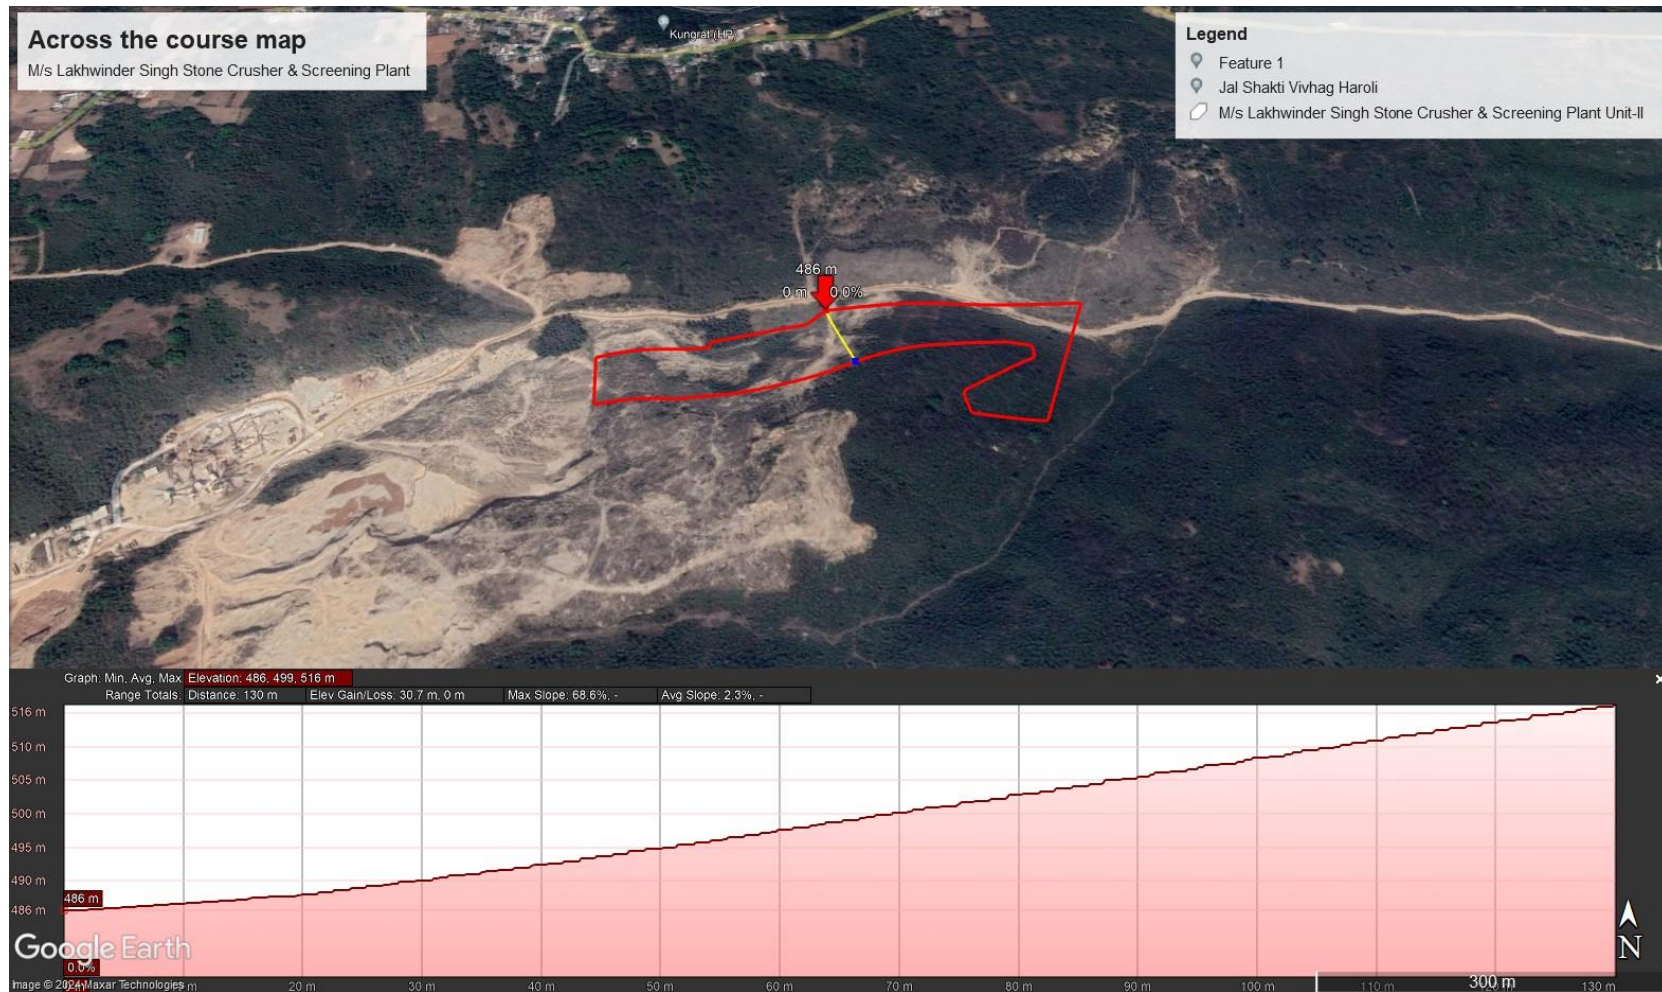 Across the course map
M/s Lakhwinder Singh Stone Crusher & Screening Plant
Kungrat (HP)
Legend
Feature 1
Jal Shakti Vivhag Haroli
M/s Lakhwinder Singh Stone Crusher & Screening Plant Unit-II
486 m
0 m 0.0%
Graph: Min, Avg, Max Elevation: 486, 499, 516 m
Range Totals: Distance: 130 m Elev Gain/Loss: 30.7 m, 0 m Max Slope: 68.6%, - Avg Slope: 2.3%, -
516 m
510 m
505 m
500 m
495 m
490 m
486 m
486 m
N
Google Earth
0.0%
Image © 2024 Maxar Technologies
20 m 30 m 40 m 50 m 60 m 70 m 80 m 90 m 100 m 110 m 300 m 130 m